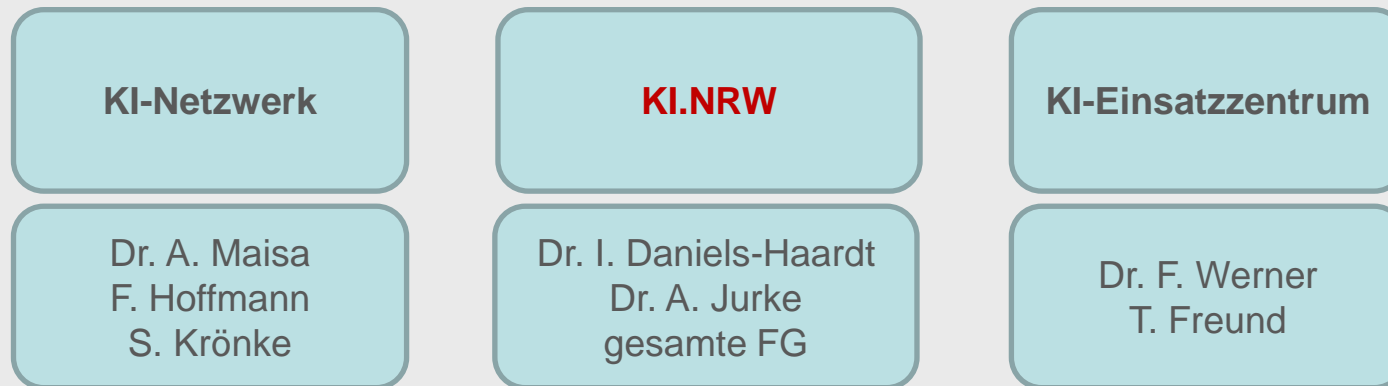 KI-Netzwerk
KI.NRW
KI-Einsatzzentrum
Dr. A. Maisa
F. Hoffmann
S. Krönke
Dr. I. Daniels-Haardt
Dr. A. Jurke
gesamte FG
Dr. F. Werner
T. Freund